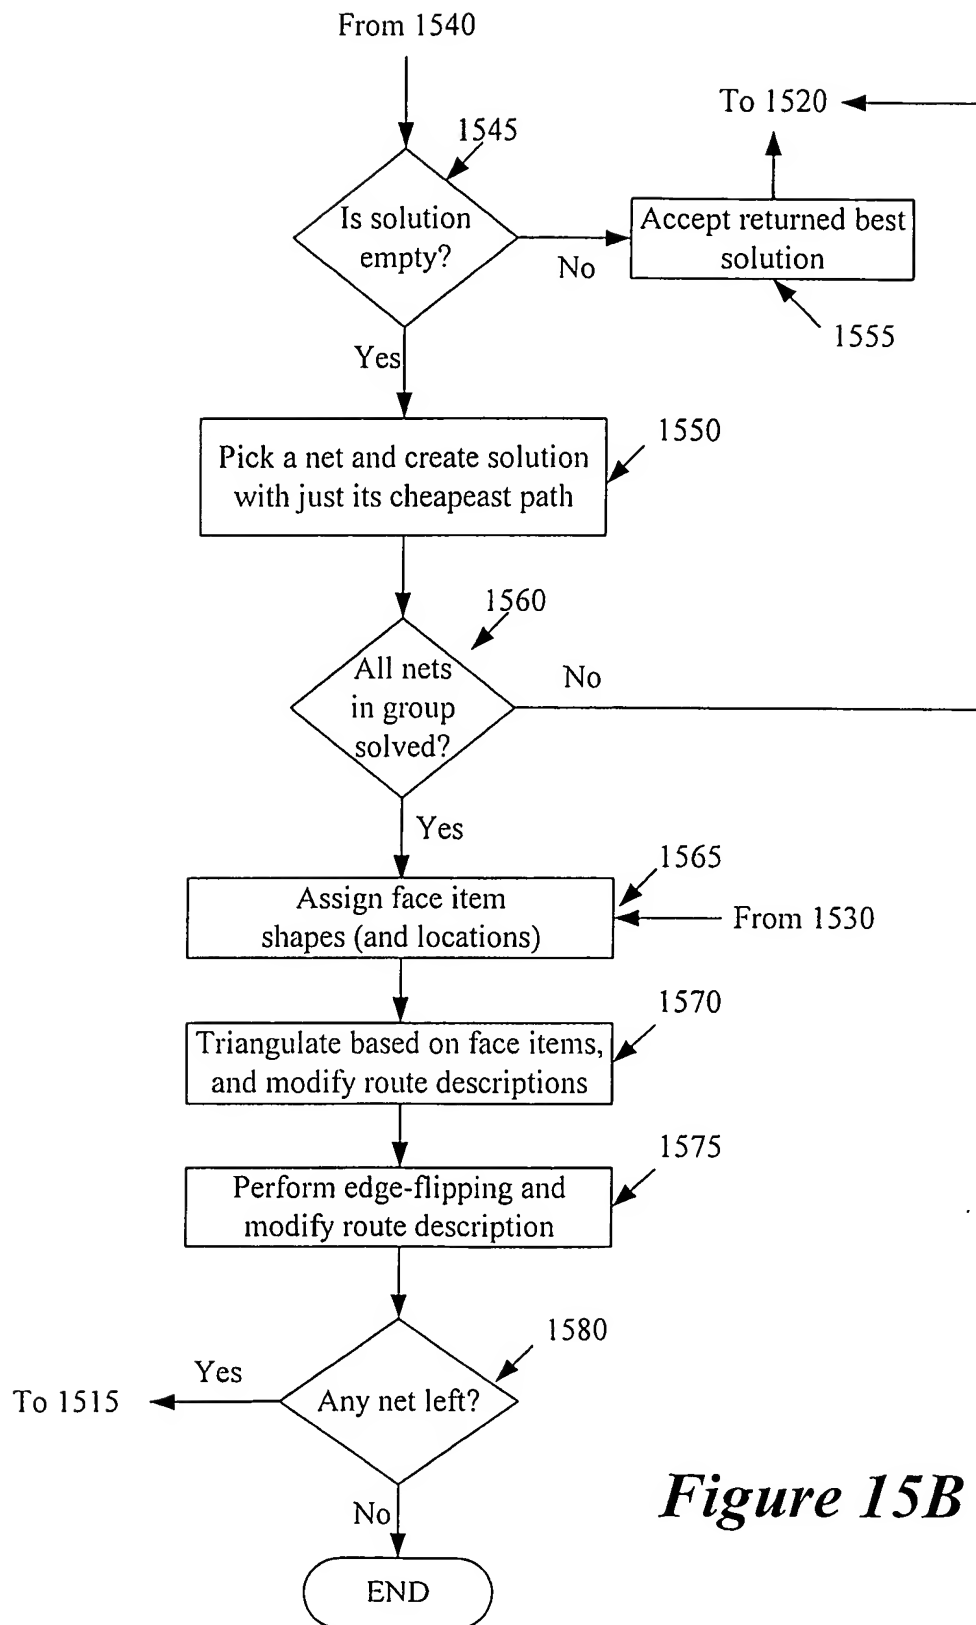 From 1540
To 1520
1545
Is solution
empty?
No
Accept returned best
solution
1555
Yes
1550
Pick a net and create solution
with just its cheapeast path
1560
All nets
in group
solved?
No
Yes
1565
Assign face item
shapes (and locations)
From 1530
1570
Triangulate based on face items,
and modify route descriptions
1575
Perform edge-flipping and
modify route description
1580
Yes
To 1515
Any net left?
No
Figure 15B
END